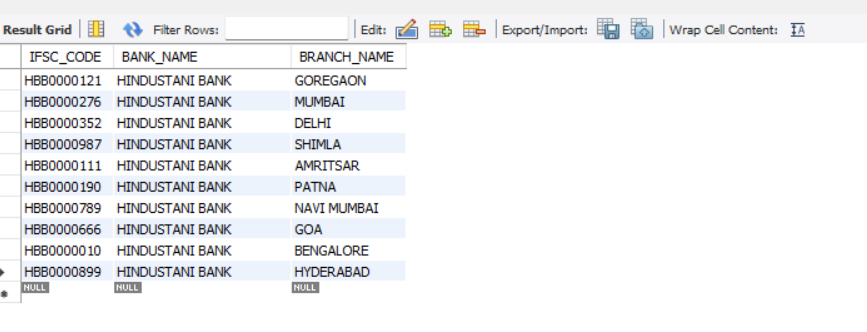 Result Grid Filter Rows: Edit: Export/Import: Wrap Cell Content: IA
IFSC_CODE BANK_NAME BRANCH_NAME
HBB0000121 HINDUSTANI BANK GOREGAON
HBB0000276 HINDUSTANI BANK MUMBAI
HBB0000352 HINDUSTANI BANK DELHI
HBB0000987 HINDUSTANI BANK SHIMLA
HBB0000111 HINDUSTANI BANK AMRITSAR
HBB0000190 HINDUSTANI BANK PATNA
HBB0000789 HINDUSTANI BANK NAVI MUMBAI
HBB0000666 HINDUSTANI BANK GOA
HBB0000010 HINDUSTANI BANK BENGALORE
HBB0000899 HINDUSTANI BANK HYDERABAD
NULL NULL NULL